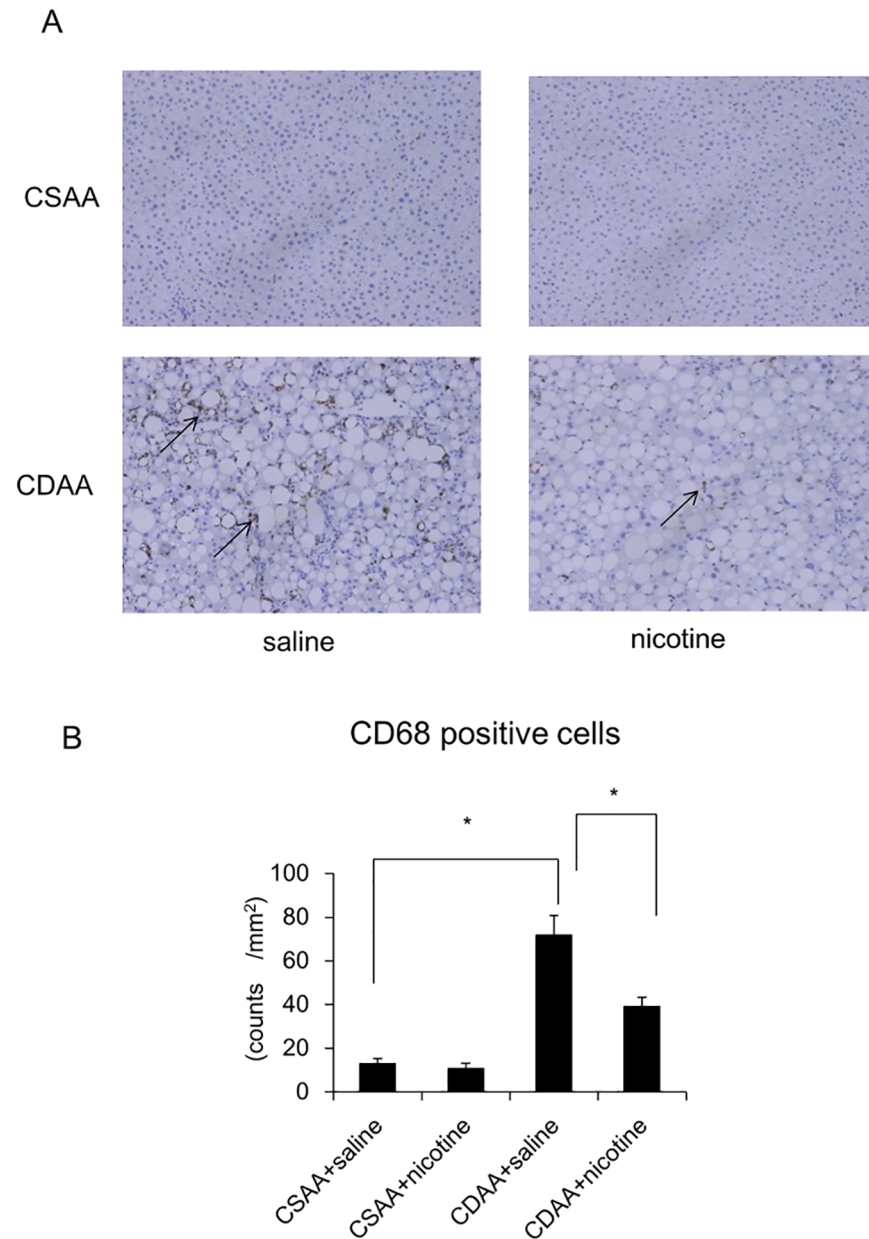 A
CSAA
CDAA
saline
nicotine
B
CD68 positive cells
*
*
100
80
60
40
20
0
(counts /mm²)
CSAA+saline
CSAA+nicotine
CDAA+saline
CDAA+nicotine